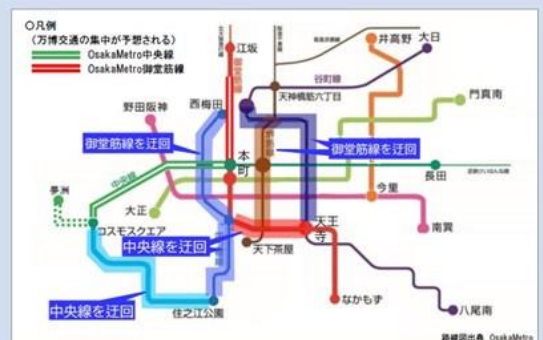 〇凡例
(万博交通の集中が予想される)
OsakaMetro中央線
OsakaMetro御堂筋線
江坂
井高野
大日
谷町線
御堂筋線
天神橋筋六丁目
西梅田
野田阪神
門真南
御堂筋線を迂回
御堂筋線を迂回
本町
長田
中央線
夢洲
今里
大正
コスモスクエア
天王寺
南巽
中央線を迂回
天下茶屋
中央線を迂回
住之江公園
なかもず
八尾南
路線図出典 OsakaMetro